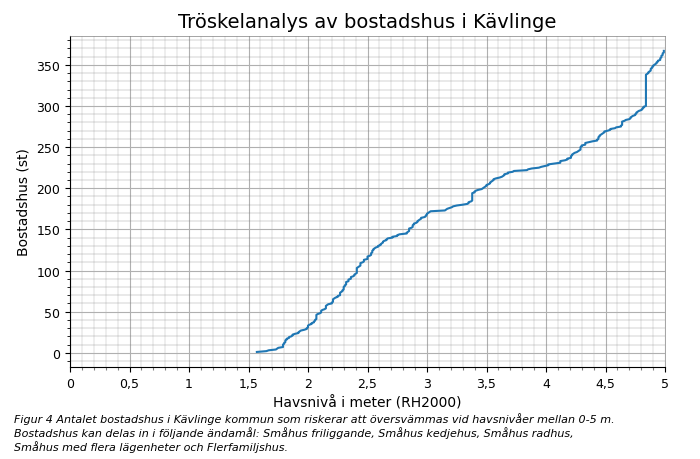 Tröskelanalys av bostadshus i Kävlinge
Bostadshus (st)
350
300
250
200
150
100
50
0
0 0,5 1 1,5 2 2,5 3 3,5 4 4,5 5
Havsnivå i meter (RH2000)
Figur 4 Antalet bostadshus i Kävlinge kommun som riskerar att översvämmas vid havsnivåer mellan 0-5 m.
Bostadshus kan delas in i följande ändamål: Småhus friliggande, Småhus kedjehus, Småhus radhus,
Småhus med flera lägenheter och Flerfamiljshus.